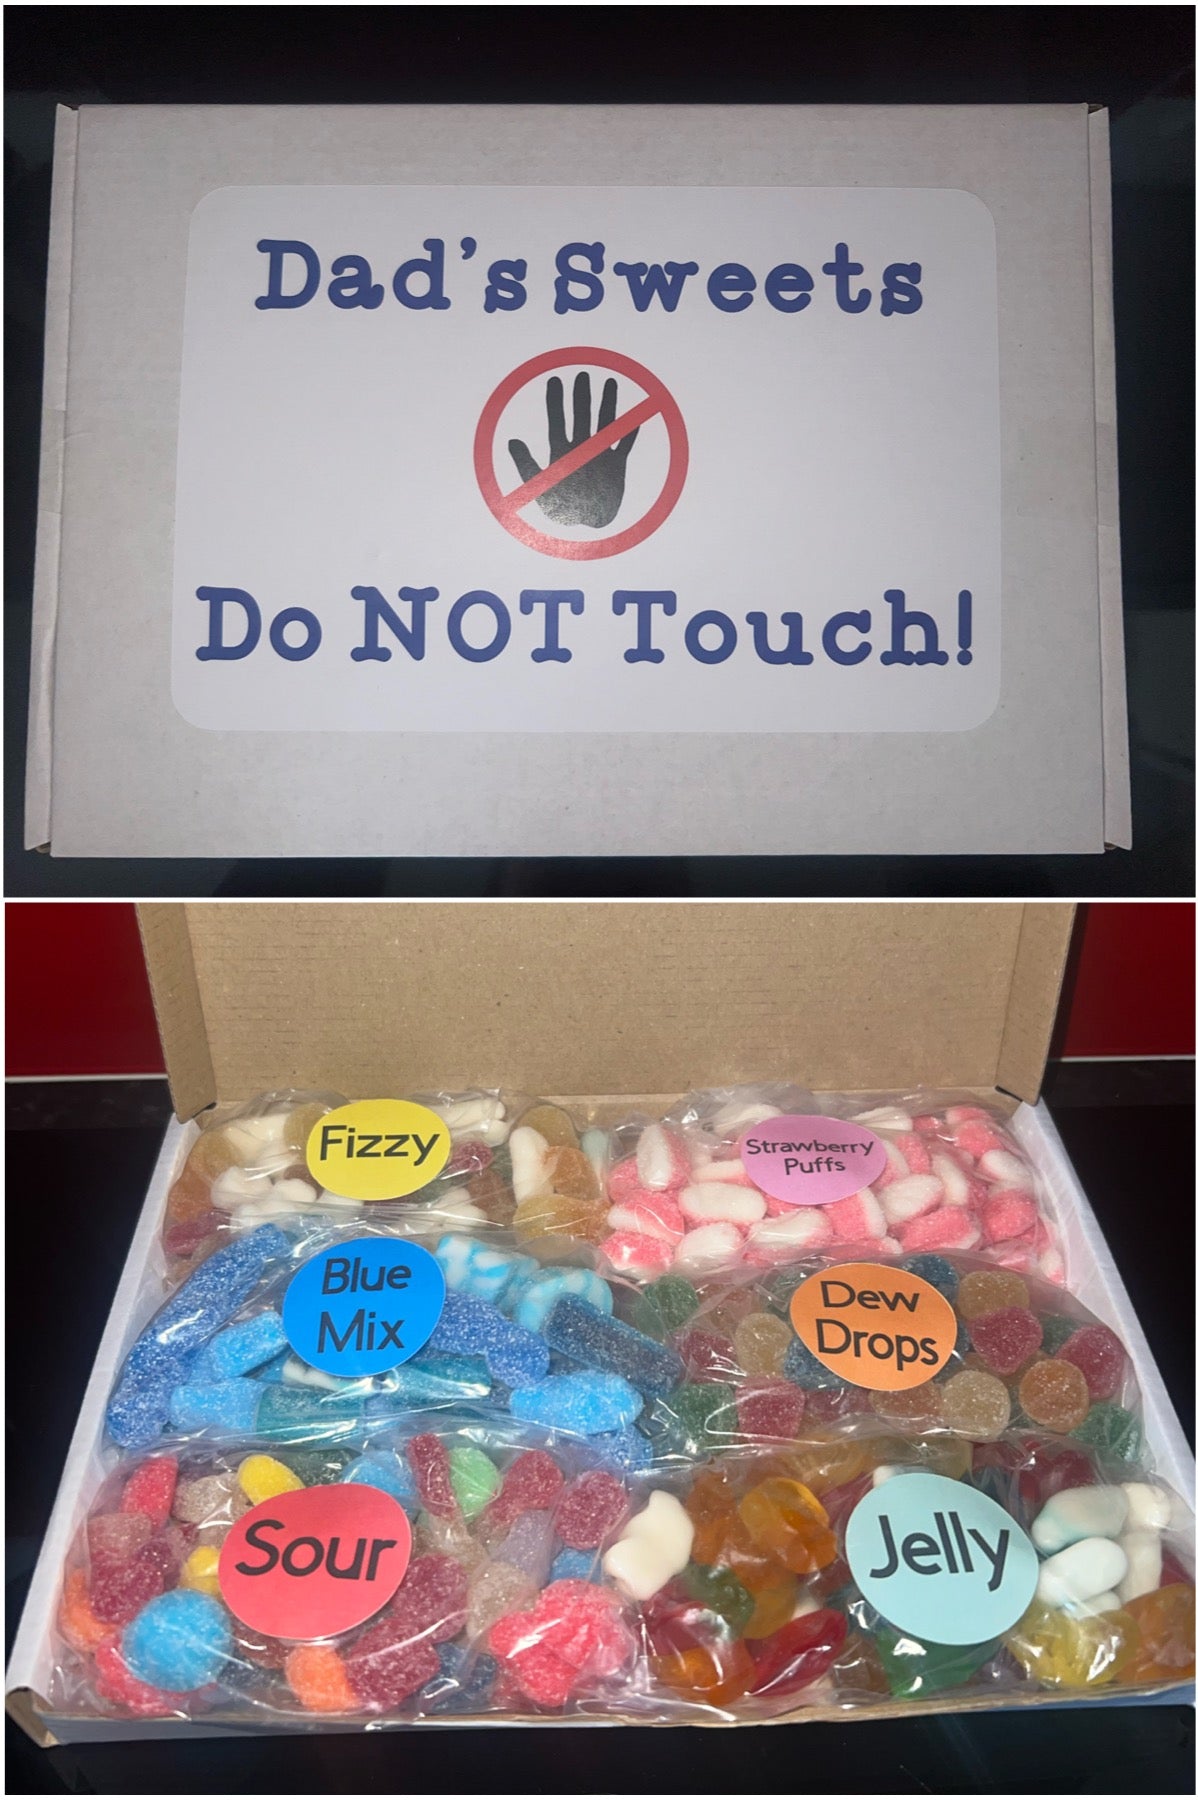 Dad's Sweets
Do NOT Touch!
Fizzy
Strawberry
Puffs
Blue
Mix
Dew
Drops
Sour
Jelly